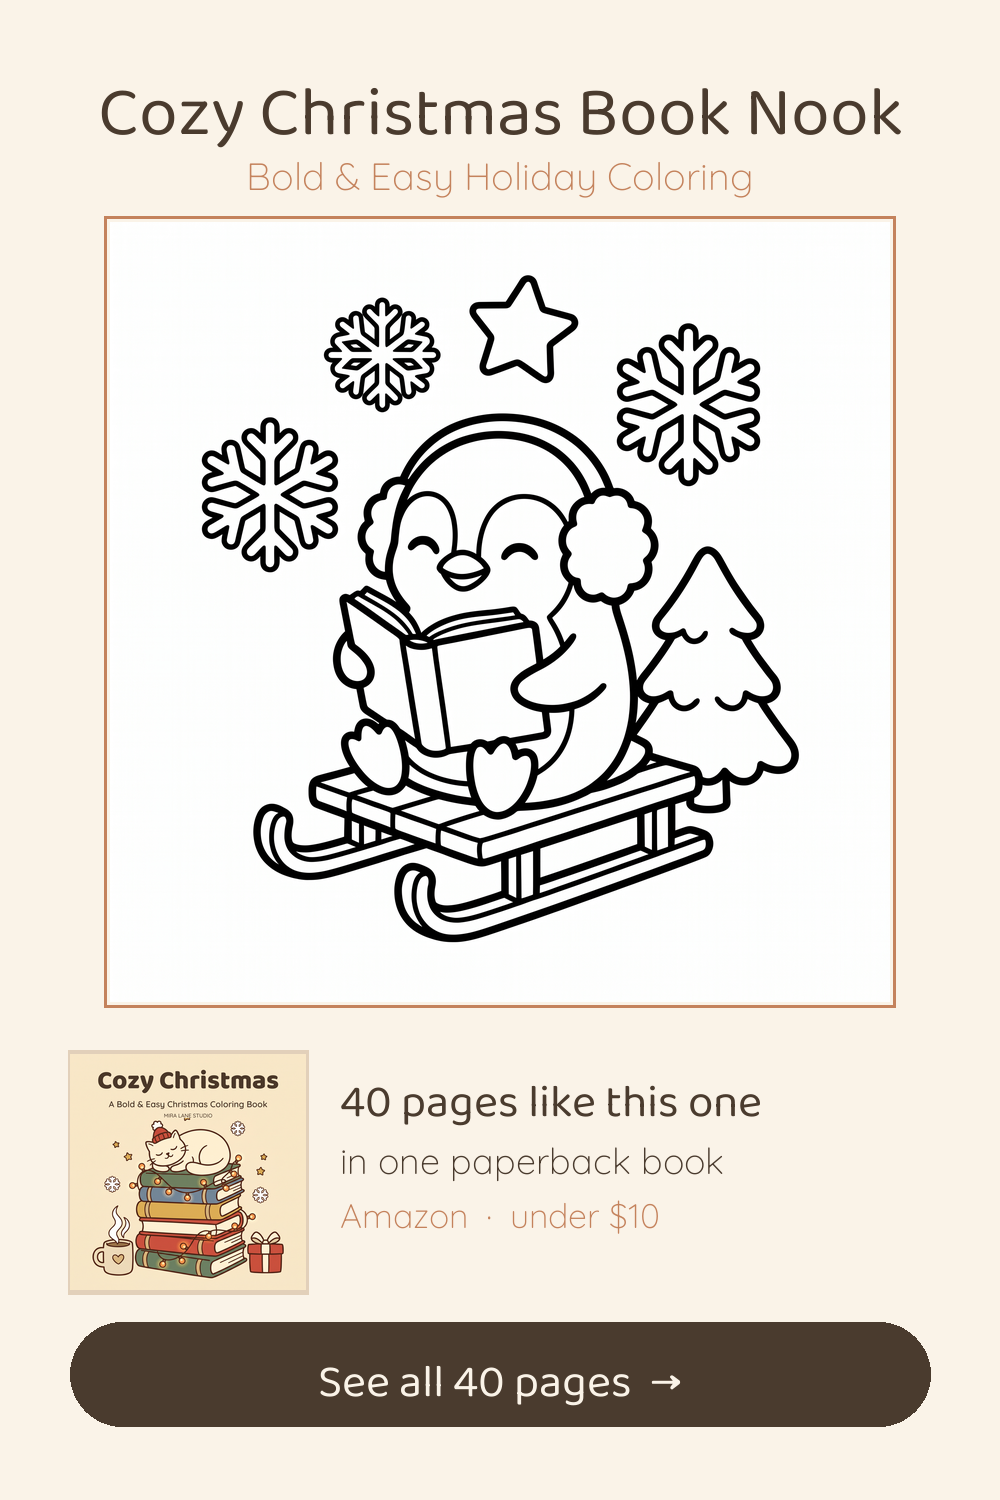 Cozy Christmas Book Nook
Bold & Easy Holiday Coloring
Cozy Christmas
A Bold & Easy Christmas Coloring Book
MIRA LANE STUDIO
40 pages like this one
in one paperback book
Amazon · under $10
See all 40 pages →